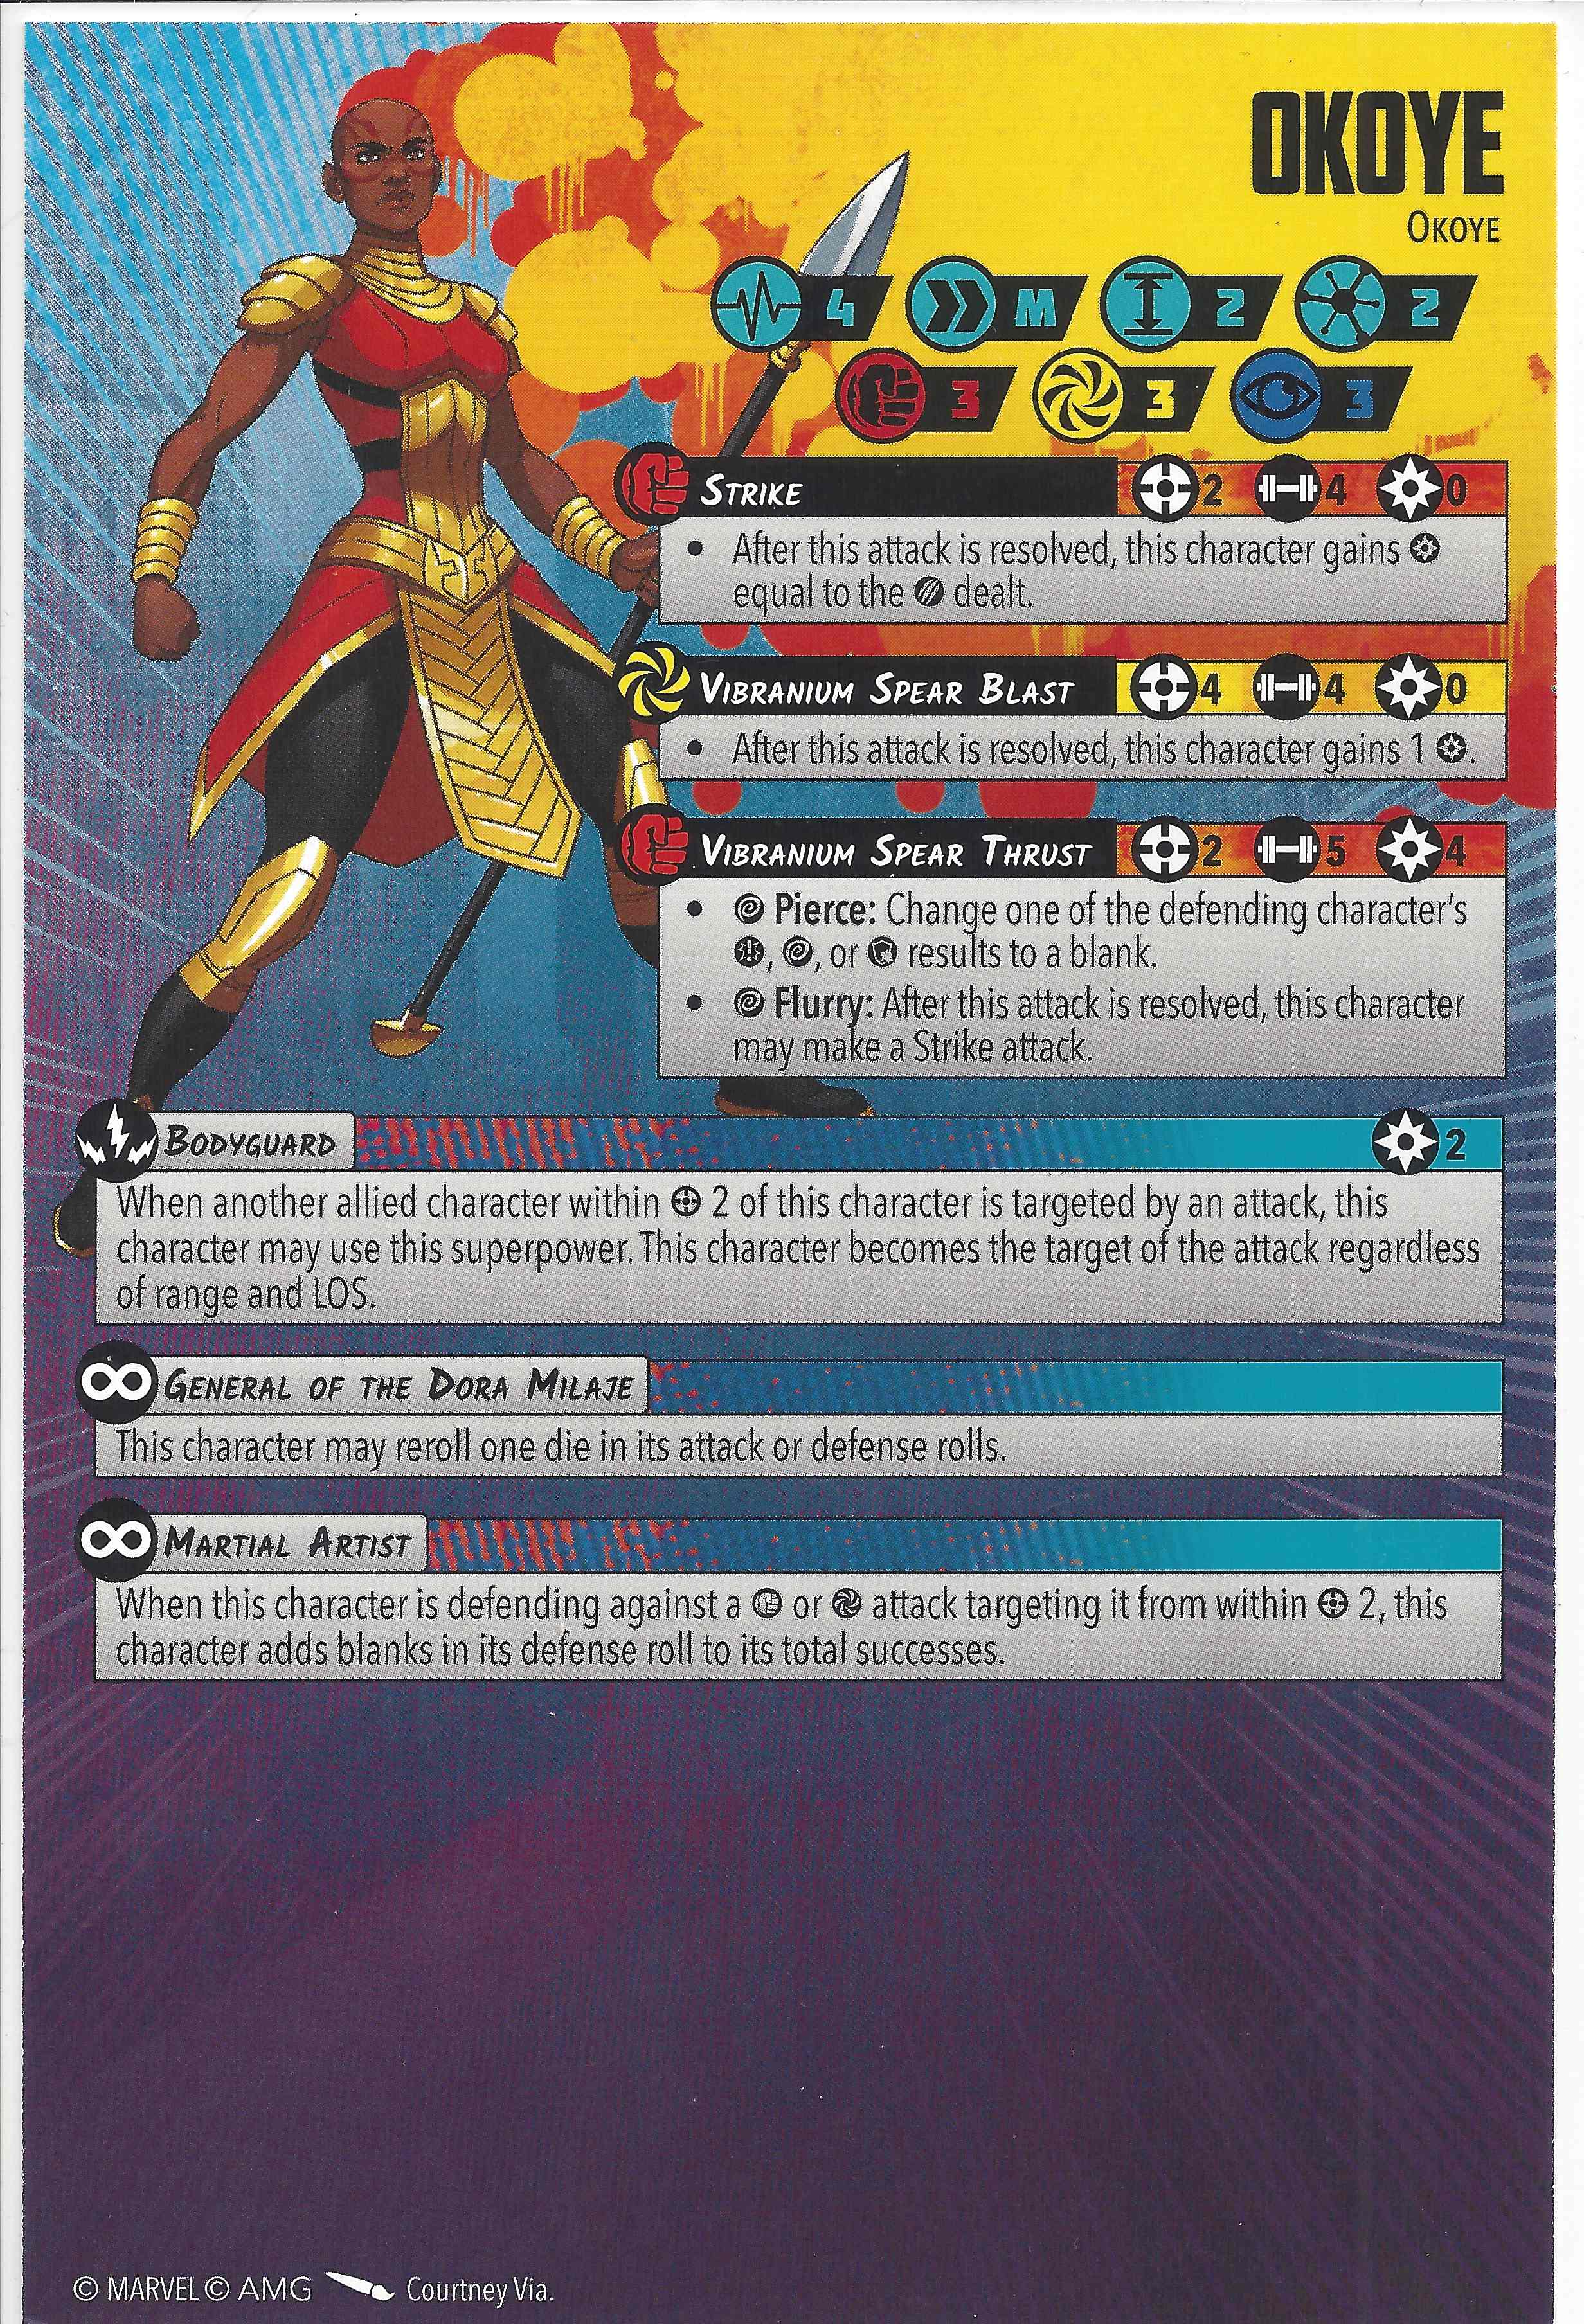 OKOYE
OKOYE
4 M 2 2
3 3 3
STRIKE 2 4 0
• After this attack is resolved, this character gains
equal to the dealt.
VIBRANIUM SPEAR BLAST 4 4 0
• After this attack is resolved, this character gains 1 .
VIBRANIUM SPEAR THRUST 2 5 4
• Pierce: Change one of the defending character's
, , or results to a blank.
• Flurry: After this attack is resolved, this character
may make a Strike attack.
BODYGUARD 2
When another allied character within 2 of this character is targeted by an attack, this
character may use this superpower. This character becomes the target of the attack regardless
of range and LOS.
GENERAL OF THE DORA MILAJE
This character may reroll one die in its attack or defense rolls.
MARTIAL ARTIST
When this character is defending against a or attack targeting it from within 2, this
character adds blanks in its defense roll to its total successes.
© MARVEL © AMG Courtney Via.